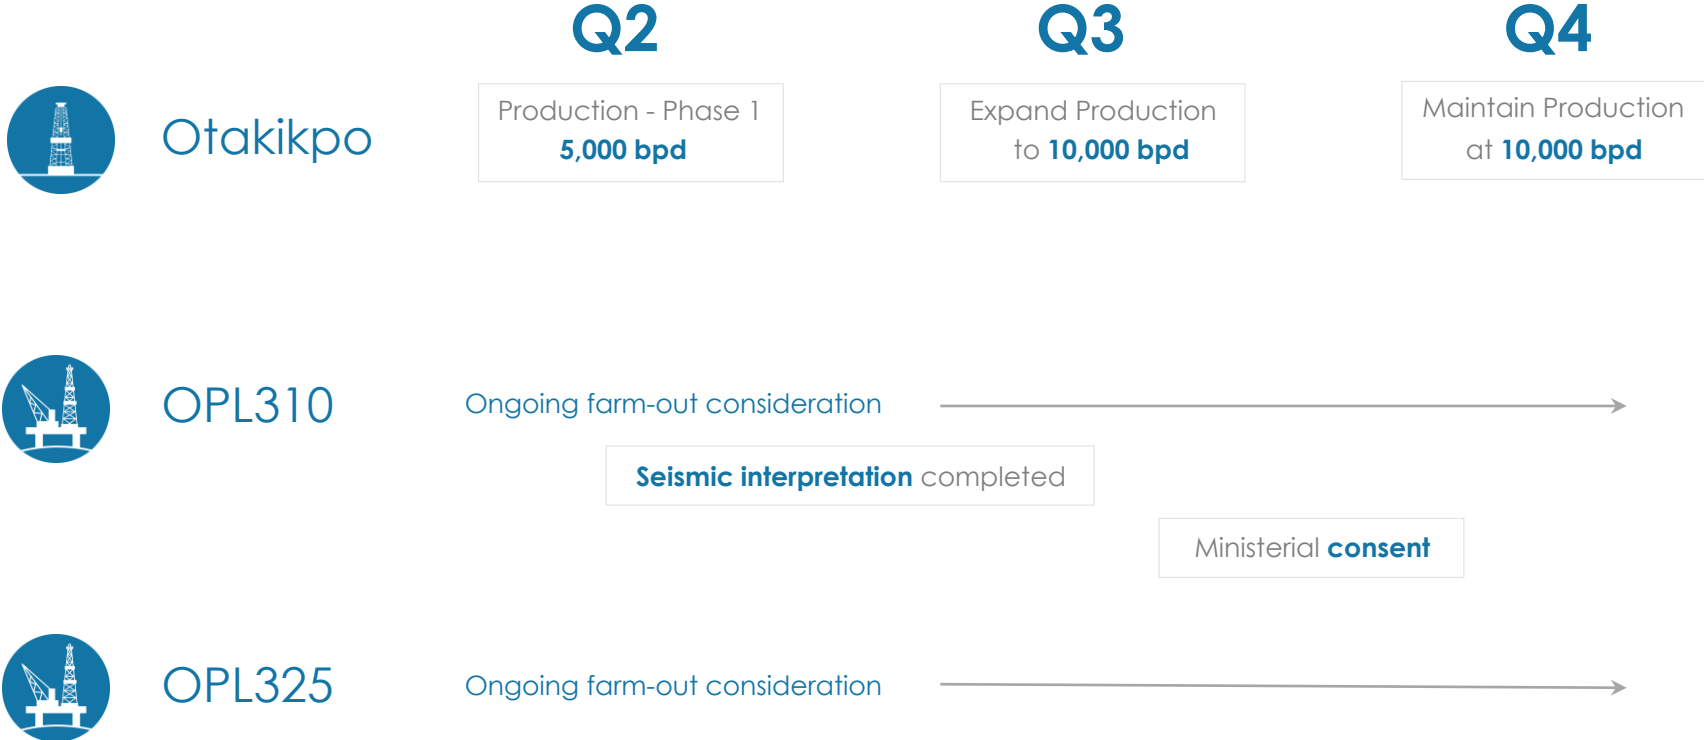 Q2 Q3 Q4
Otakikpo
Production - Phase 1
5,000 bpd
Expand Production
to 10,000 bpd
Maintain Production
at 10,000 bpd
OPL310
Ongoing farm-out consideration
Seismic interpretation completed
Ministerial consent
OPL325
Ongoing farm-out consideration